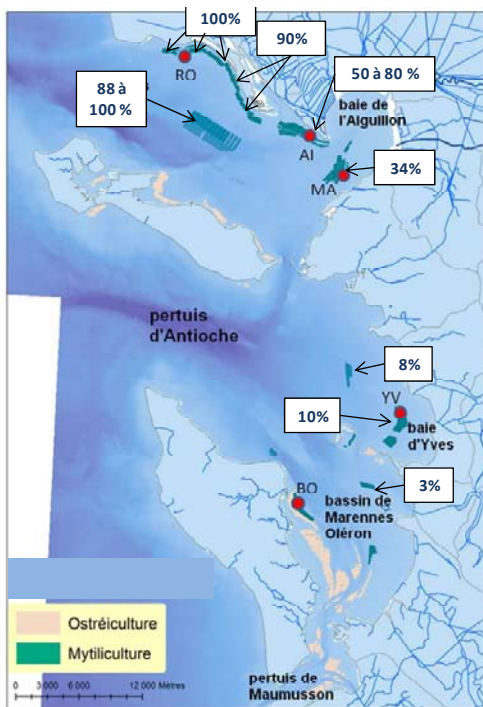 100%
90%
RO
88 à
100 %
50 à 80 %
baie de
l'Aiguillon
AI
MA
34%
pertuis
d'Antioche
8%
YV
10%
baie
d'Yves
3%
BO
bassin de
Marennes
Oléron
Ostréiculture
Mytiliculture
0 3 000 6 000 12 000 Mètres
pertuis de
Maumusson